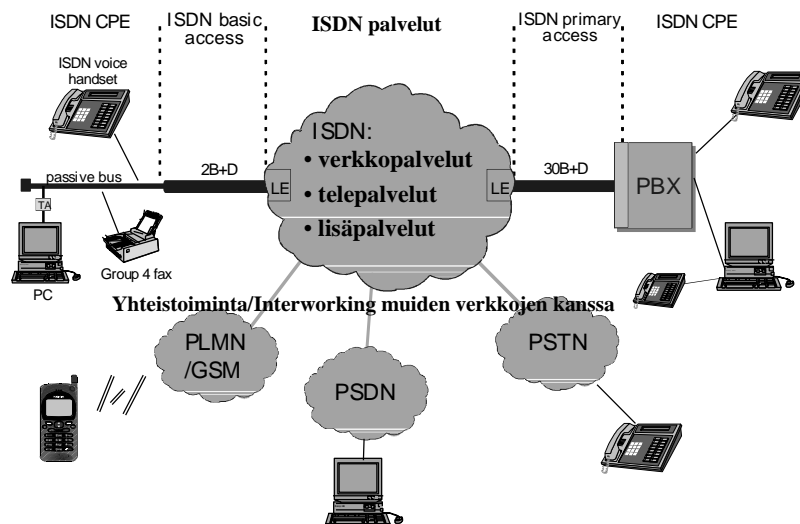 ISDN CPE
ISDN basic
access
ISDN palvelut
ISDN primary
access
ISDN CPE
ISDN voice
handset
ISDN:
• verkkopalvelut
• telepalvelut
• lisäpalvelut
passive bus
2B+D
LE
LE
30B+D
PBX
TA
PC
Group 4 fax
Yhteistoiminta/Interworking muiden verkkojen kanssa
PLMN
/GSM
PSDN
PSTN